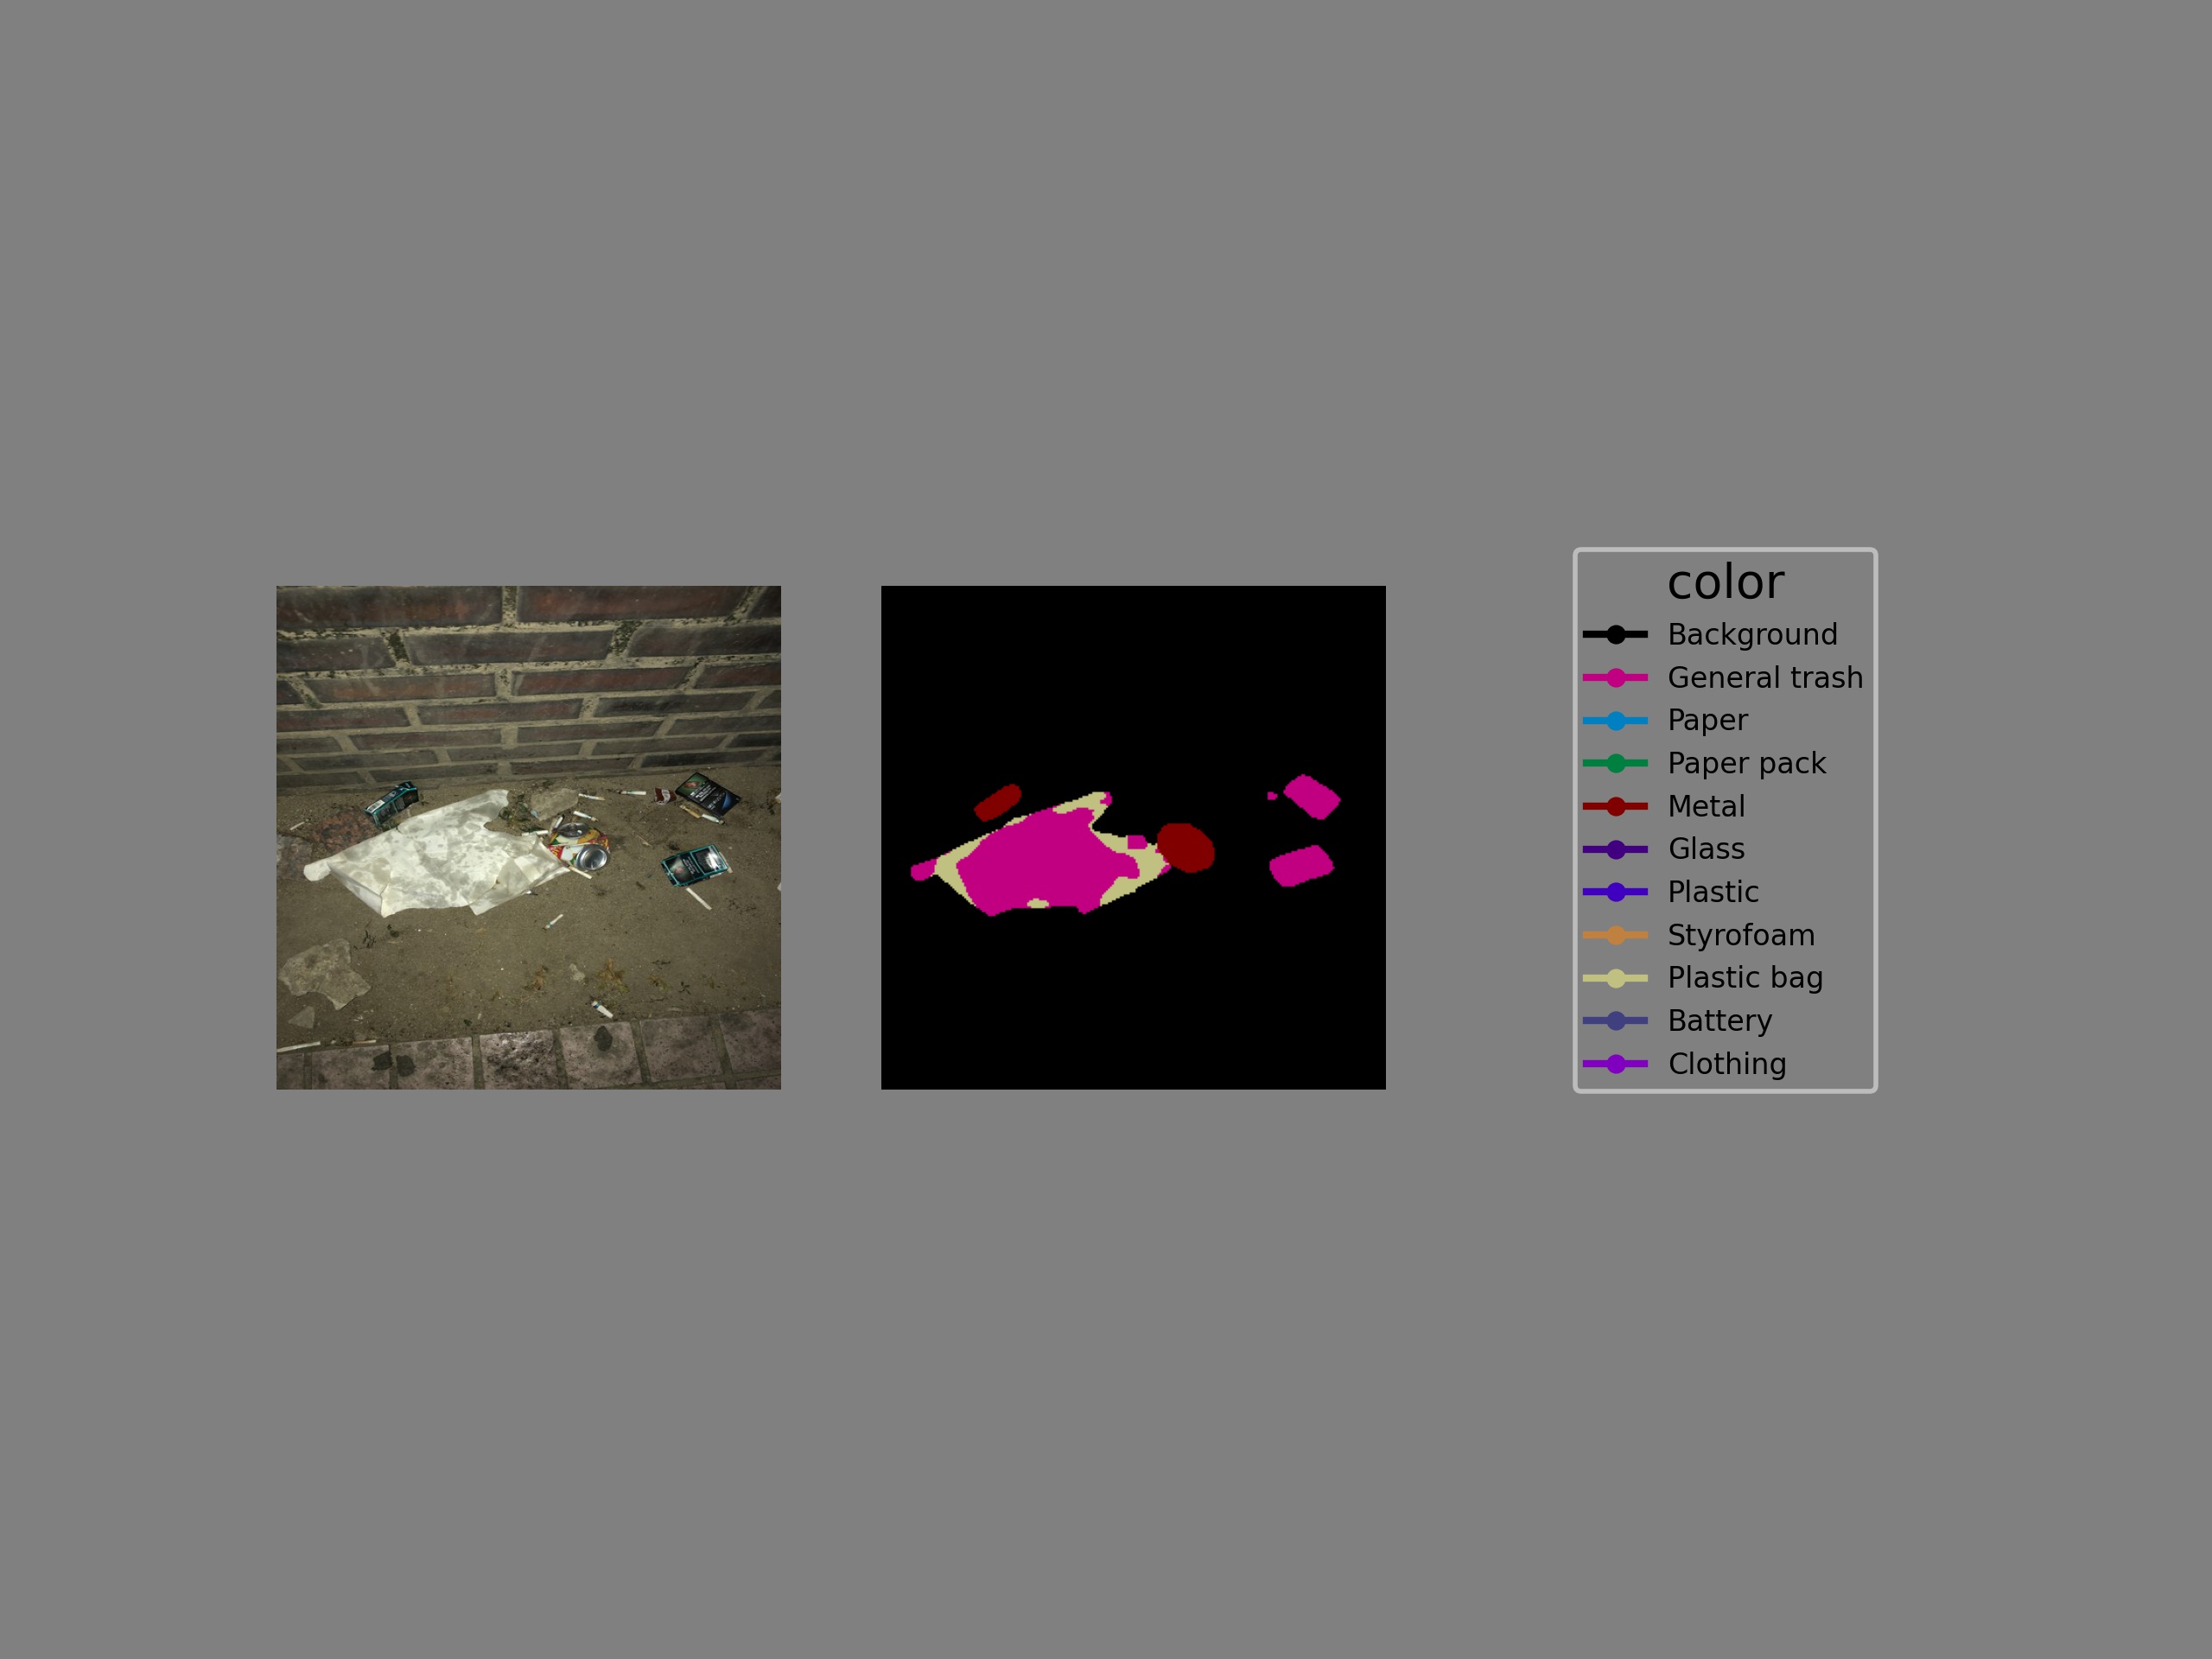 color
Background
General trash
Paper
Paper pack
Metal
Glass
Plastic
Styrofoam
Plastic bag
Battery
Clothing